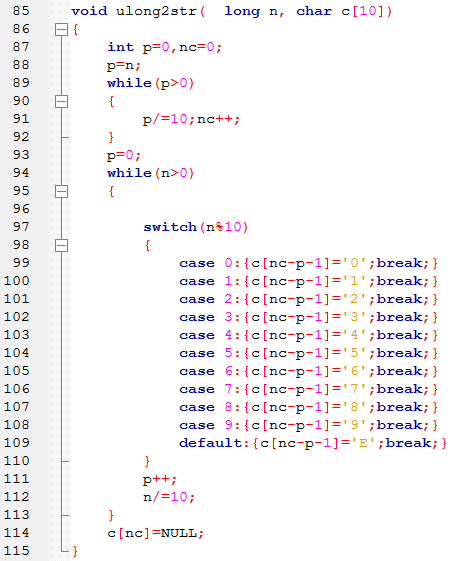 85 void ulong2str(  long n, char c[10])
86 {
87     int p=0,nc=0;
88     p=n;
89     while(p>0)
90     {
91         p/=10;nc++;
92     }
93     p=0;
94     while(n>0)
95     {
96
97         switch(n%10)
98         {
99             case 0:{c[nc-p-1]='0';break;}
100             case 1:{c[nc-p-1]='1';break;}
101             case 2:{c[nc-p-1]='2';break;}
102             case 3:{c[nc-p-1]='3';break;}
103             case 4:{c[nc-p-1]='4';break;}
104             case 5:{c[nc-p-1]='5';break;}
105             case 6:{c[nc-p-1]='6';break;}
106             case 7:{c[nc-p-1]='7';break;}
107             case 8:{c[nc-p-1]='8';break;}
108             case 9:{c[nc-p-1]='9';break;}
109             default:{c[nc-p-1]='E';break;}
110         }
111         p++;
112         n/=10;
113     }
114     c[nc]=NULL;
115 }